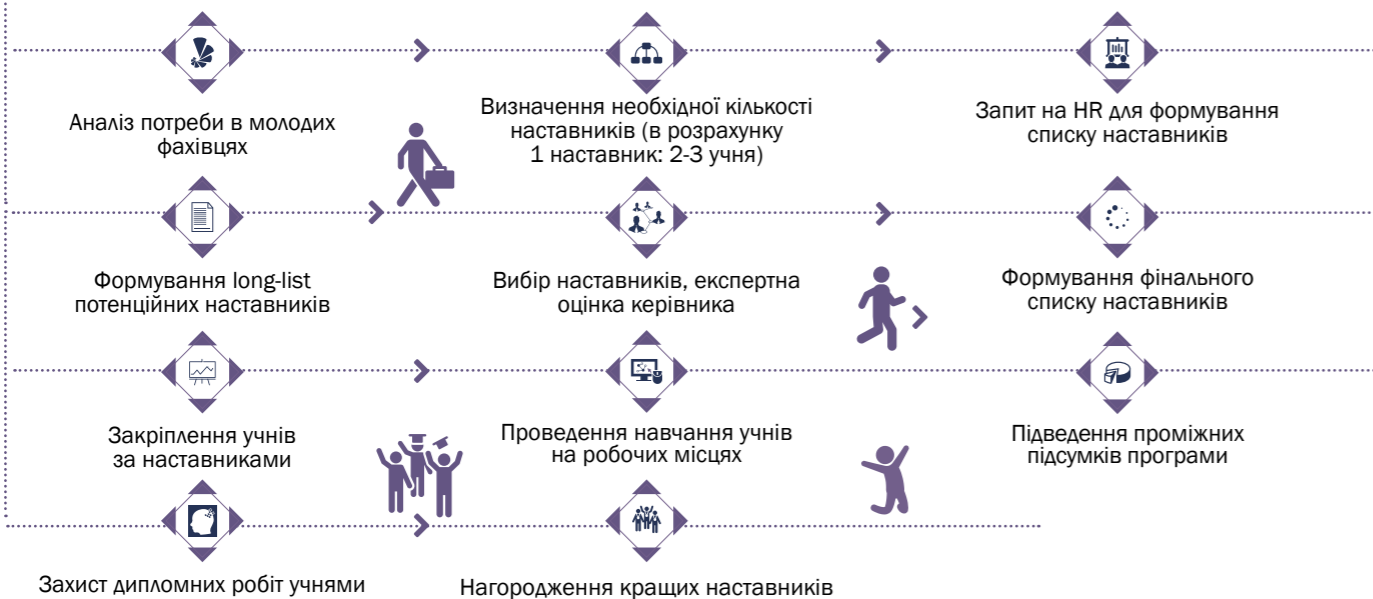 Аналіз потреби в молодих
фахівцях
Визначення необхідної кількості
наставників (в розрахунку
1 наставник: 2-3 учня)
Запит на HR для формування
списку наставників
Формування long-list
потенційних наставників
Вибір наставників, експертна
оцінка керівника
Формування фінального
списку наставників
Закріплення учнів
за наставниками
Проведення навчання учнів
на робочих місцях
Підведення проміжних
підсумків програми
Захист дипломних робіт учнями
Нагородження кращих наставників